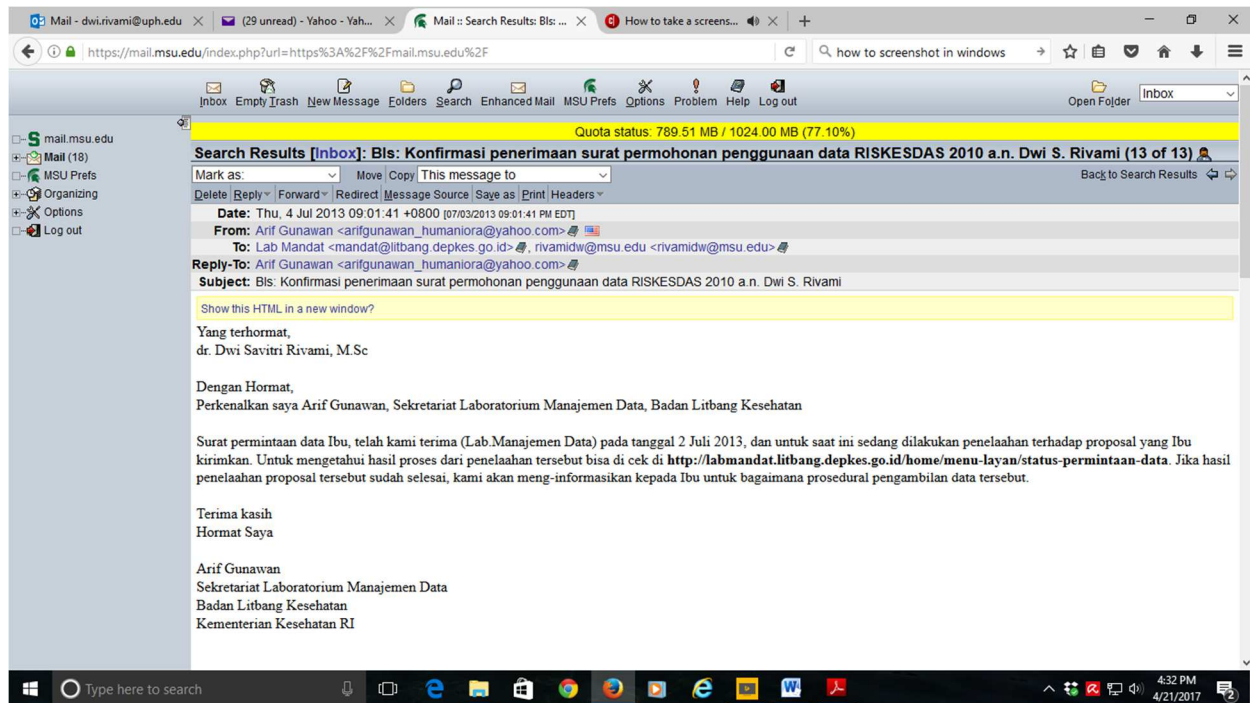 Mail - dwi.rivami@uph.edu
(29 unread) - Yahoo - Yah...
Mail :: Search Results: Bls: ...
How to take a screens...
https://mail.msu.edu/index.php?url=https%3A%2F%2Fmail.msu.edu%2F
how to screenshot in windows
Inbox Empty Trash New Message Folders Search Enhanced Mail MSU Prefs Options Problem Help Log out
Open Folder Inbox
mail.msu.edu
Mail (18)
MSU Prefs
Organizing
Options
Log out
Quota status: 789.51 MB / 1024.00 MB (77.10%)
Search Results [Inbox]: Bls: Konfirmasi penerimaan surat permohonan penggunaan data RISKESDAS 2010 a.n. Dwi S. Rivami (13 of 13)
Mark as: Move Copy This message to Back to Search Results
Delete Reply Forward Redirect Message Source Save as Print Headers
Date: Thu, 4 Jul 2013 09:01:41 +0800 [07/03/2013 09:01:41 PM EDT]
From: Arif Gunawan <arifgunawan_humaniora@yahoo.com>
To: Lab Mandat <mandat@litbang.depkes.go.id>, rivamidw@msu.edu <rivamidw@msu.edu>
Reply-To: Arif Gunawan <arifgunawan_humaniora@yahoo.com>
Subject: Bls: Konfirmasi penerimaan surat permohonan penggunaan data RISKESDAS 2010 a.n. Dwi S. Rivami
Show this HTML in a new window?
Yang terhormat,
dr. Dwi Savitri Rivami, M.Sc
Dengan Hormat,
Perkenalkan saya Arif Gunawan, Sekretariat Laboratorium Manajemen Data, Badan Litbang Kesehatan
Surat permintaan data Ibu, telah kami terima (Lab.Manajemen Data) pada tanggal 2 Juli 2013, dan untuk saat ini sedang dilakukan penelaahan terhadap proposal yang Ibu
kirimkan. Untuk mengetahui hasil proses dari penelaahan tersebut bisa di cek di http://labmandat.litbang.depkes.go.id/home/menu-layan/status-permintaan-data. Jika hasil
penelaahan proposal tersebut sudah selesai, kami akan meng-informasikan kepada Ibu untuk bagaimana prosedural pengambilan data tersebut.
Terima kasih
Hormat Saya
Arif Gunawan
Sekretariat Laboratorium Manajemen Data
Badan Litbang Kesehatan
Kementerian Kesehatan RI
Type here to search
4:32 PM
4/21/2017